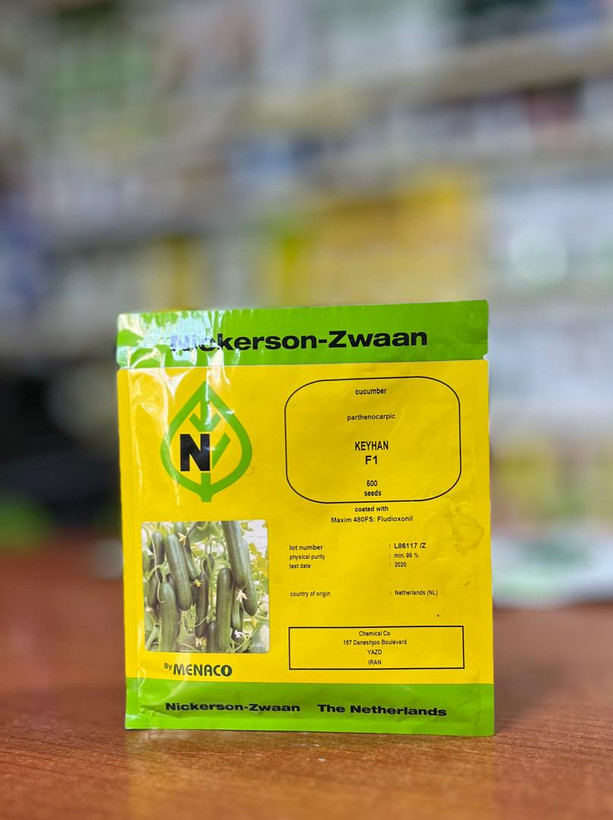 Nickerson-Zwaan
N
cucumber
parthenocarpic
KEYHAN
F1
500
seeds
coated with
Maxim 480FS: Fludioxonil
lot number : L86117 /Z
physical purity : min. 99 %
test date : 2020
country of origin : Netherlands (NL)
Chemical Co
167 Daneshjoo Boulevard
YAZD
IRAN
By MENACO
Nickerson-Zwaan The Netherlands